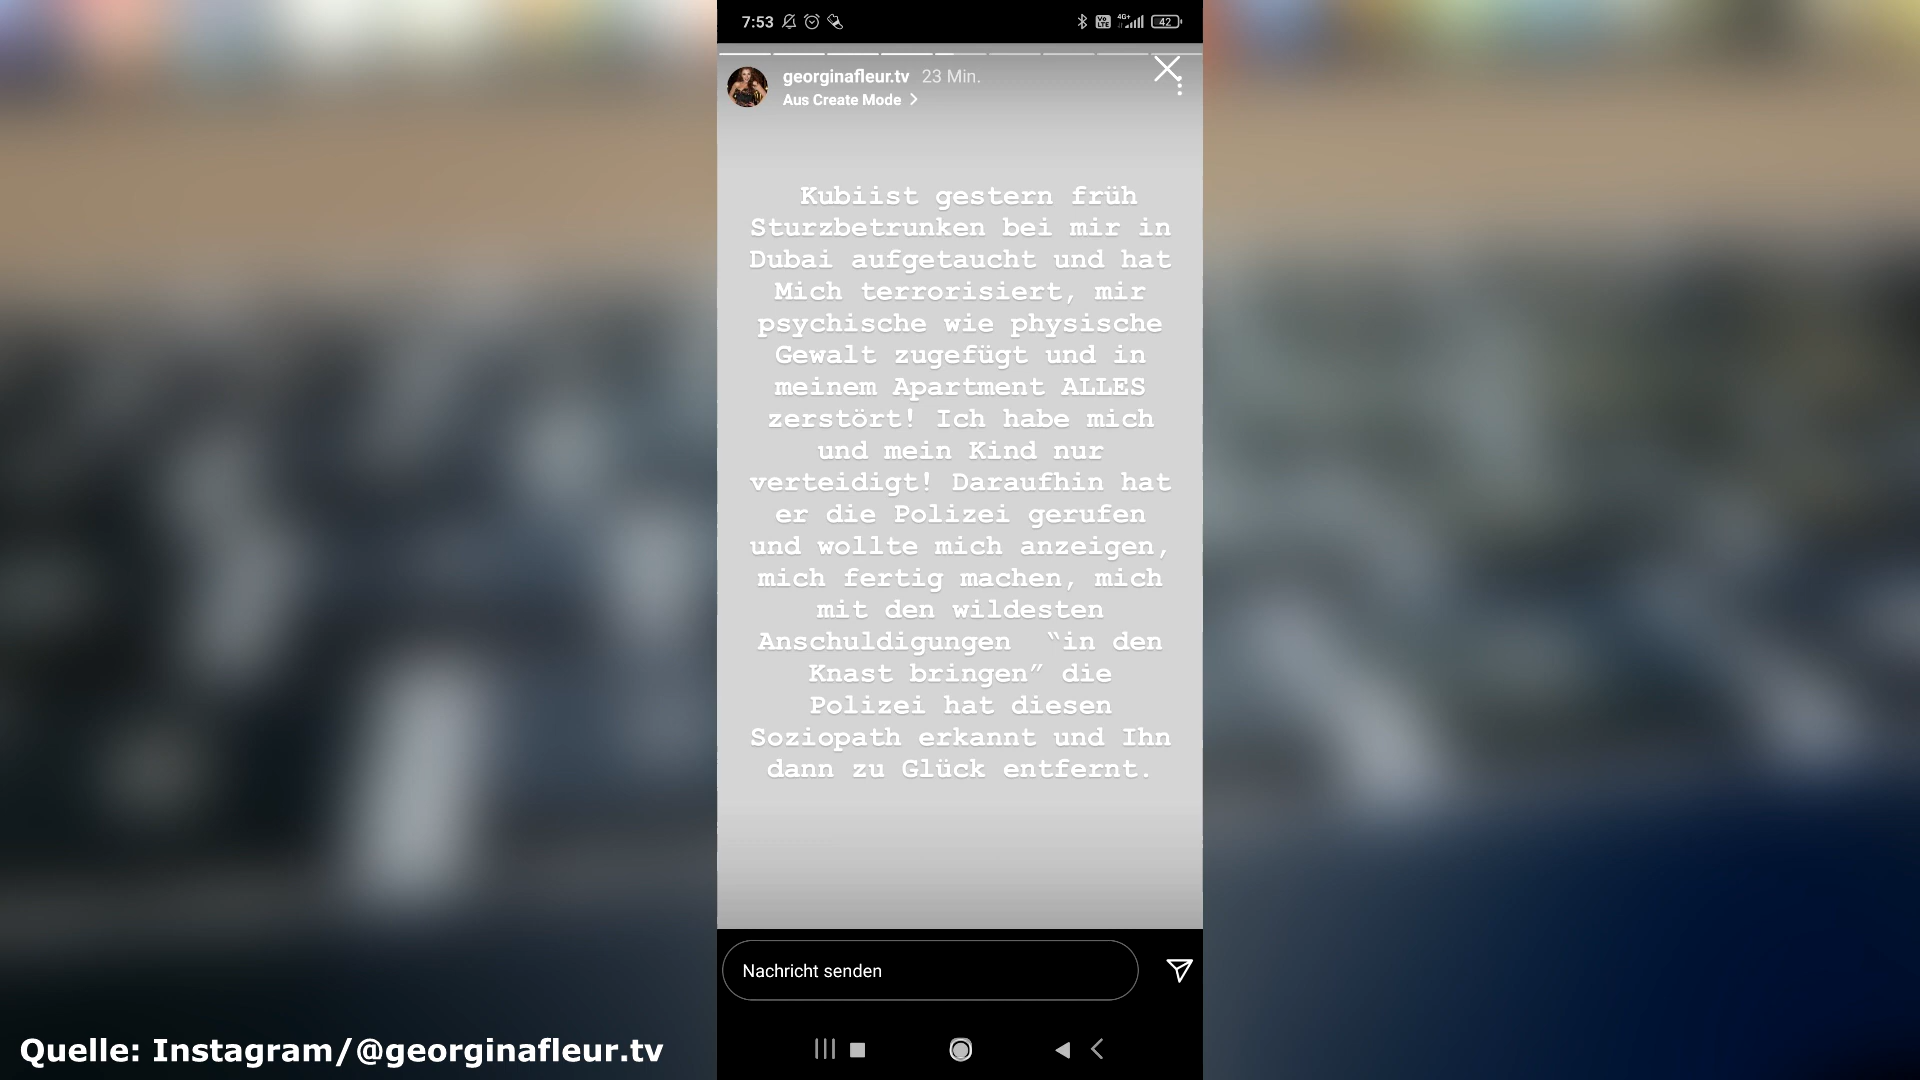 7:53
Vo LTE
4G+
42
georginafleur.tv 23 Min.
Aus Create Mode
Kubiist gestern früh
Sturzbetrunken bei mir in
Dubai aufgetaucht und hat
Mich terrorisiert, mir
psychische wie physische
Gewalt zugefügt und in
meinem Apartment ALLES
zerstört! Ich habe mich
und mein Kind nur
verteidigt! Daraufhin hat
er die Polizei gerufen
und wollte mich anzeigen,
mich fertig machen, mich
mit den wildesten
Anschuldigungen “in den
Knast bringen” die
Polizei hat diesen
Soziopath erkannt und Ihn
dann zu Glück entfernt.
Nachricht senden
Quelle: Instagram/@georginafleur.tv